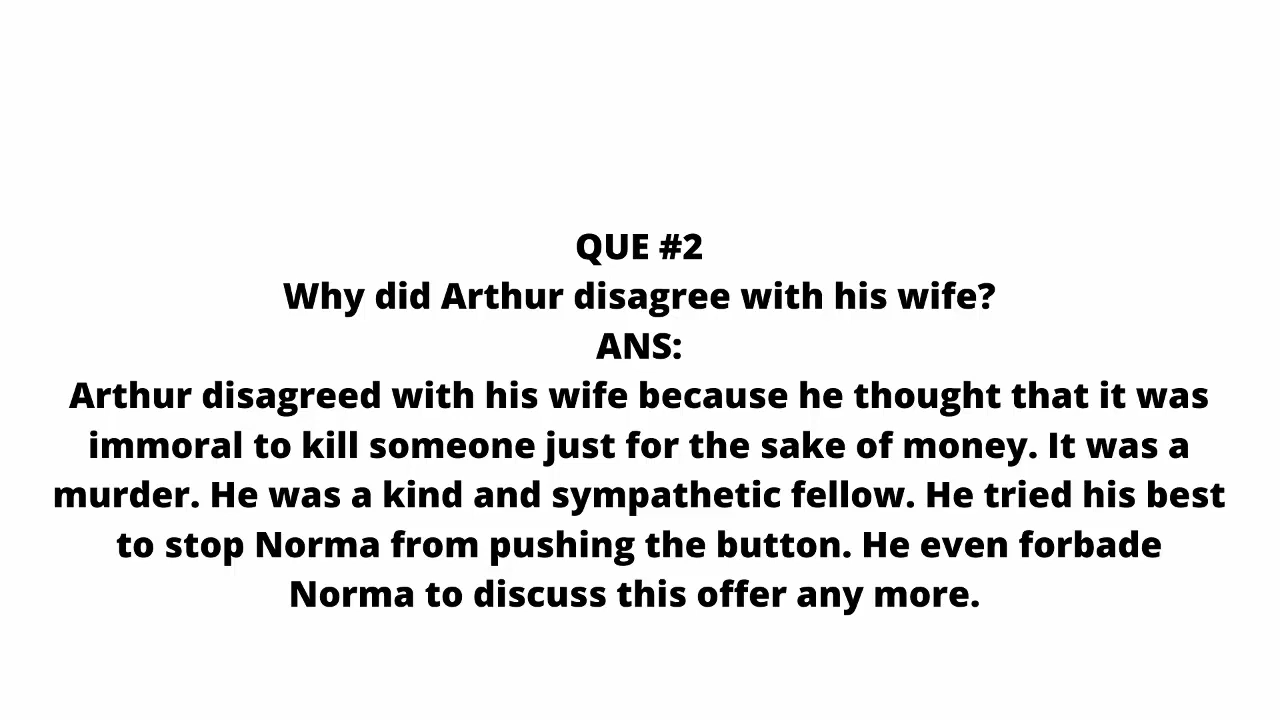 QUE #2
Why did Arthur disagree with his wife?
ANS:
Arthur disagreed with his wife because he thought that it was
immoral to kill someone just for the sake of money. It was a
murder. He was a kind and sympathetic fellow. He tried his best
to stop Norma from pushing the button. He even forbade
Norma to discuss this offer any more.